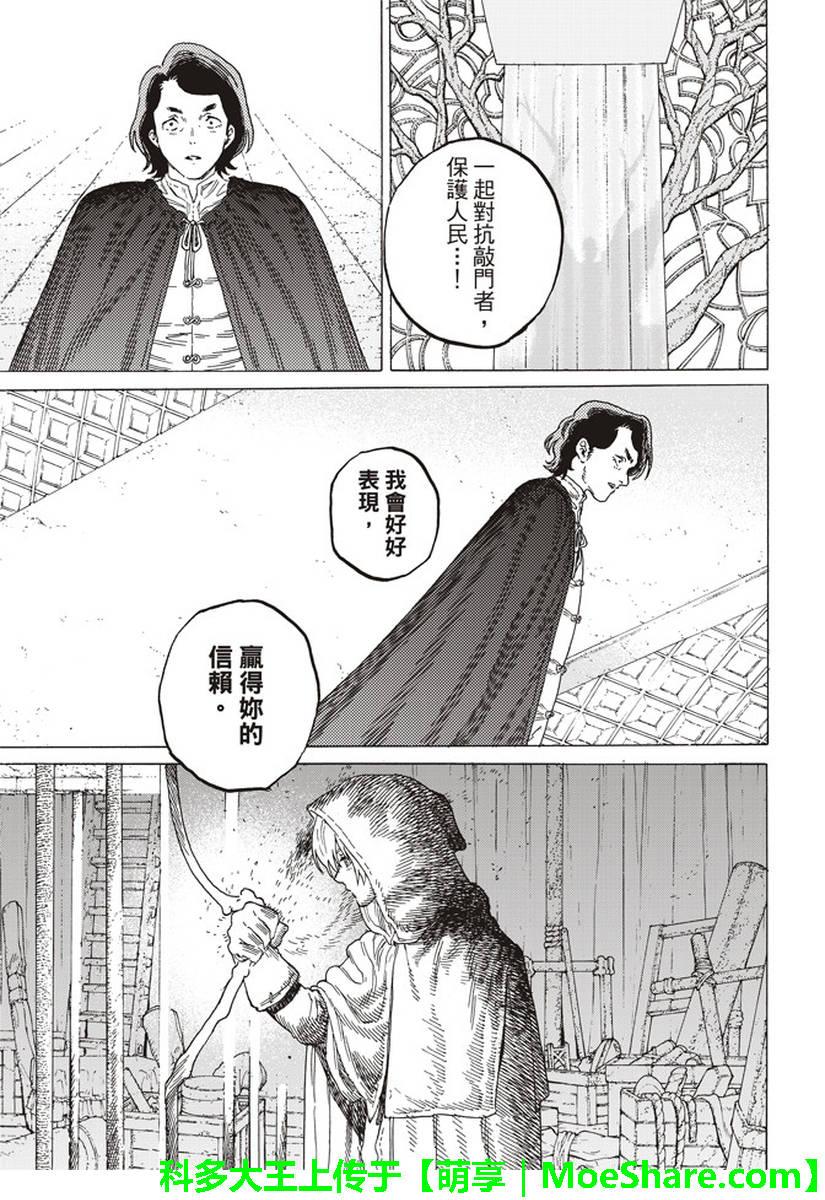 一起對抗敲門者，
保護人民…！
我會好好
表現，
贏得妳的
信賴。
科多大王上传于【萌享│MoeShare.com】